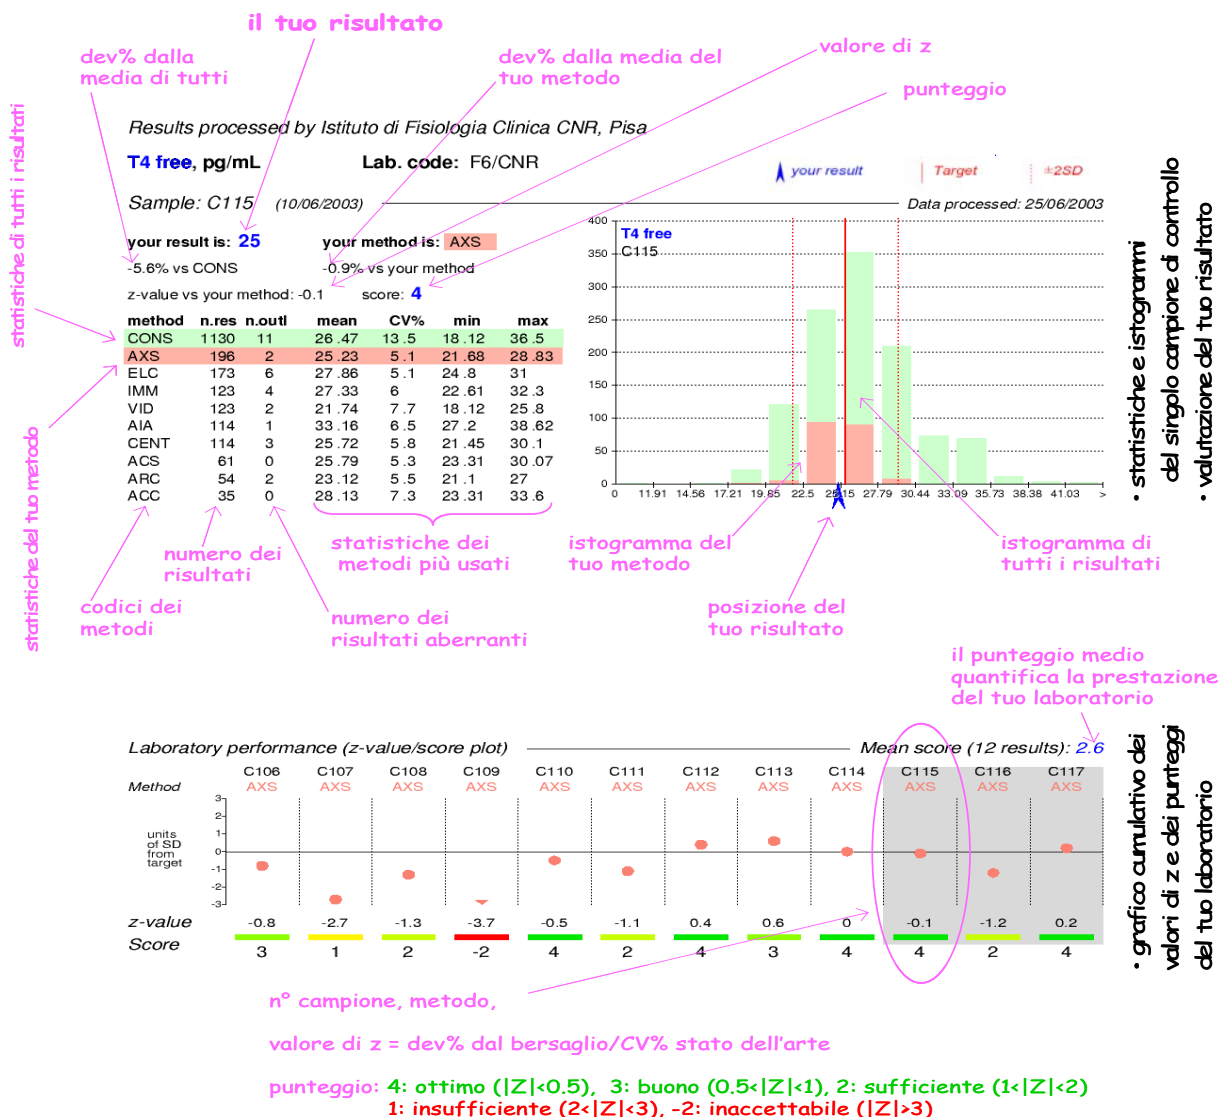 il tuo risultato
dev% dalla
media di tutti
dev% dalla media del
tuo metodo
valore di z
punteggio
statistiche di tutti i risultati
Results processed by Istituto di Fisiologia Clinica CNR, Pisa
T4 free, pg/mL
Lab. code: F6/CNR
your result
Target
±2SD
Sample: C115 (10/06/2003)
Data processed: 25/06/2003
your result is: 25
your method is: AXS
-5.6% vs CONS
-0.9% vs your method
z-value vs your method: -0.1
score: 4
method n.res n.outl mean CV% min max
CONS 1130 11 26.47 13.5 18.12 36.5
AXS 196 2 25.23 5.1 21.68 28.83
ELC 173 6 27.86 5.1 24.8 31
IMM 123 4 27.33 6 22.61 32.3
VID 123 2 21.74 7.7 18.12 25.8
AIA 114 1 33.16 6.5 27.2 38.62
CENT 114 3 25.72 5.8 21.45 30.1
ACS 61 0 25.79 5.3 23.31 30.07
ARC 54 2 23.12 5.5 21.1 27
ACC 35 0 28.13 7.3 23.31 33.6
T4 free
C115
400
350
300
250
200
150
100
50
0
0 11.91 14.56 17.21 19.85 22.5 25.15 27.79 30.44 33.09 35.73 38.38 41.03 >
statistiche del tuo metodo
• statistiche e istogrammi
del singolo campione di controllo
• valutazione del tuo risultato
numero dei
risultati
statistiche dei
metodi più usati
istogramma del
tuo metodo
istogramma di
tutti i risultati
codici dei
metodi
numero dei
risultati aberranti
posizione del
tuo risultato
il punteggio medio
quantifica la prestazione
del tuo laboratorio
Laboratory performance (z-value/score plot)
Mean score (12 results): 2.6
C106 C107 C108 C109 C110 C111 C112 C113 C114 C115 C116 C117
Method AXS AXS AXS AXS AXS AXS AXS AXS AXS AXS AXS AXS
units
of SD
from
target
3
2
1
0
-1
-2
-3
z-value -0.8 -2.7 -1.3 -3.7 -0.5 -1.1 0.4 0.6 0 -0.1 -1.2 0.2
Score 3 1 2 -2 4 2 4 3 4 4 2 4
• grafico cumulativo dei
valori di z e dei punteggi
del tuo laboratorio
n° campione, metodo,
valore di z = dev% dal bersaglio/CV% stato dell'arte
punteggio: 4: ottimo (|Z|<0.5), 3: buono (0.5<|Z|<1), 2: sufficiente (1<|Z|<2)
1: insufficiente (2<|Z|<3), -2: inaccettabile (|Z|>3)